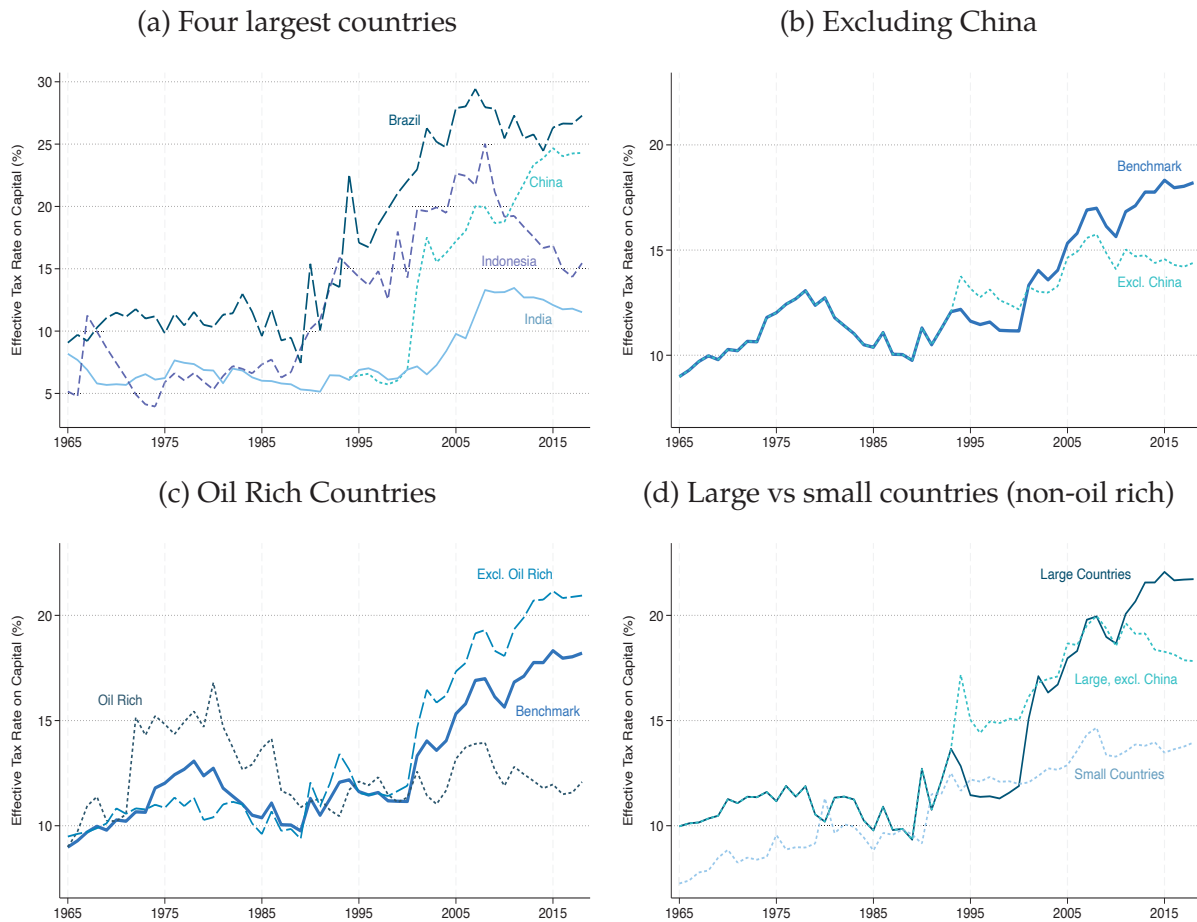 (a) Four largest countries
Effective Tax Rate on Capital (%)
30
25
20
15
10
5
Brazil
China
Indonesia
India
1965 1975 1985 1995 2005 2015
(b) Excluding China
Effective Tax Rate on Capital (%)
20
15
10
Benchmark
Excl. China
1965 1975 1985 1995 2005 2015
(c) Oil Rich Countries
Effective Tax Rate on Capital (%)
20
15
10
Excl. Oil Rich
Oil Rich
Benchmark
1965 1975 1985 1995 2005 2015
(d) Large vs small countries (non-oil rich)
Effective Tax Rate on Capital (%)
20
15
10
Large Countries
Large, excl. China
Small Countries
1965 1975 1985 1995 2005 2015